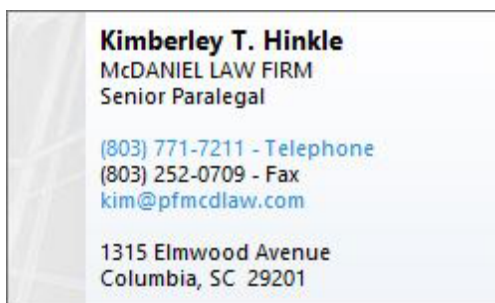 Kimberley T. Hinkle
McDANIEL LAW FIRM
Senior Paralegal
(803) 771-7211 - Telephone
(803) 252-0709 - Fax
kim@pfmcdlaw.com
1315 Elmwood Avenue
Columbia, SC 29201